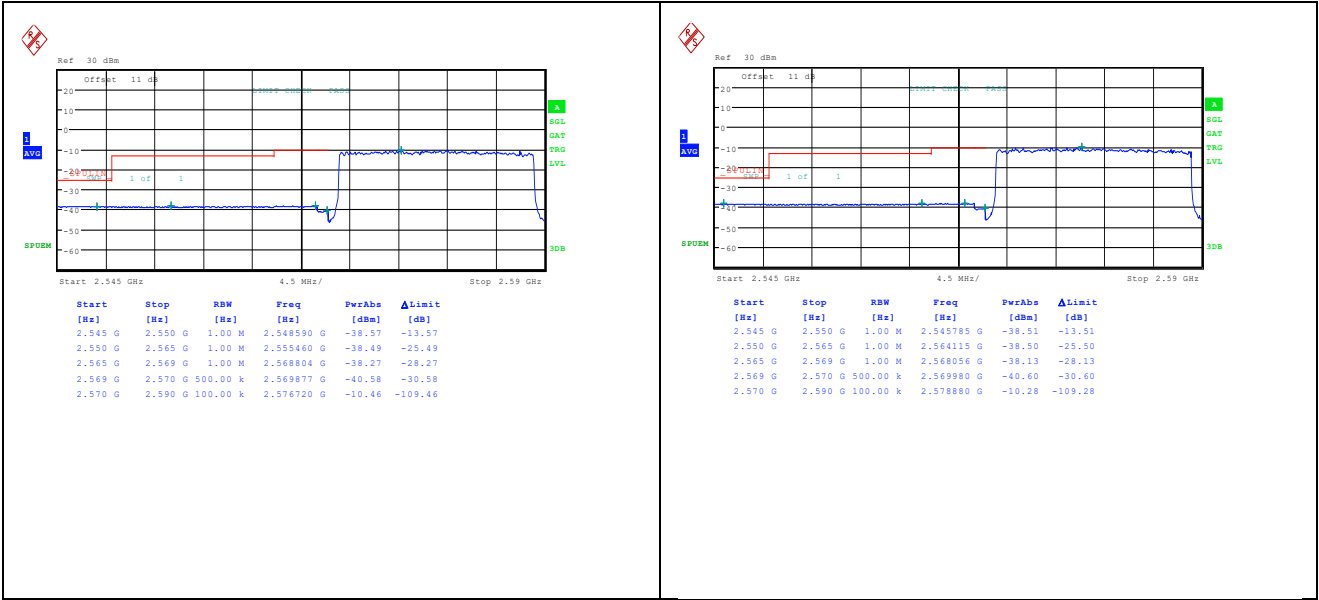 R S
Ref 30 dBm
Offset 11 dB
LIMIT CHECK PASS
20
10
0
-10
-20
-30
-40
-50
-60
SWP 1 of 1
1
AVG
SPUEM
A
SGL
GAT
TRG
LVL
3DB
Start 2.545 GHz 4.5 MHz/ Stop 2.59 GHz
Start Stop RBW Freq PwrAbs ΔLimit
[Hz] [Hz] [Hz] [Hz] [dBm] [dB]
2.545 G 2.550 G 1.00 M 2.548590 G -38.57 -13.57
2.550 G 2.565 G 1.00 M 2.555460 G -38.49 -25.49
2.565 G 2.569 G 1.00 M 2.568804 G -38.27 -28.27
2.569 G 2.570 G 500.00 k 2.569877 G -40.58 -30.58
2.570 G 2.590 G 100.00 k 2.576720 G -10.46 -109.46
R S
Ref 30 dBm
Offset 11 dB
LIMIT CHECK PASS
20
10
0
-10
-20
-30
-40
-50
-60
SWP 1 of 1
1
AVG
SPUEM
A
SGL
GAT
TRG
LVL
3DB
Start 2.545 GHz 4.5 MHz/ Stop 2.59 GHz
Start Stop RBW Freq PwrAbs ΔLimit
[Hz] [Hz] [Hz] [Hz] [dBm] [dB]
2.545 G 2.550 G 1.00 M 2.545785 G -38.51 -13.51
2.550 G 2.565 G 1.00 M 2.564115 G -38.50 -25.50
2.565 G 2.569 G 1.00 M 2.568056 G -38.13 -28.13
2.569 G 2.570 G 500.00 k 2.569980 G -40.60 -30.60
2.570 G 2.590 G 100.00 k 2.578880 G -10.28 -109.28